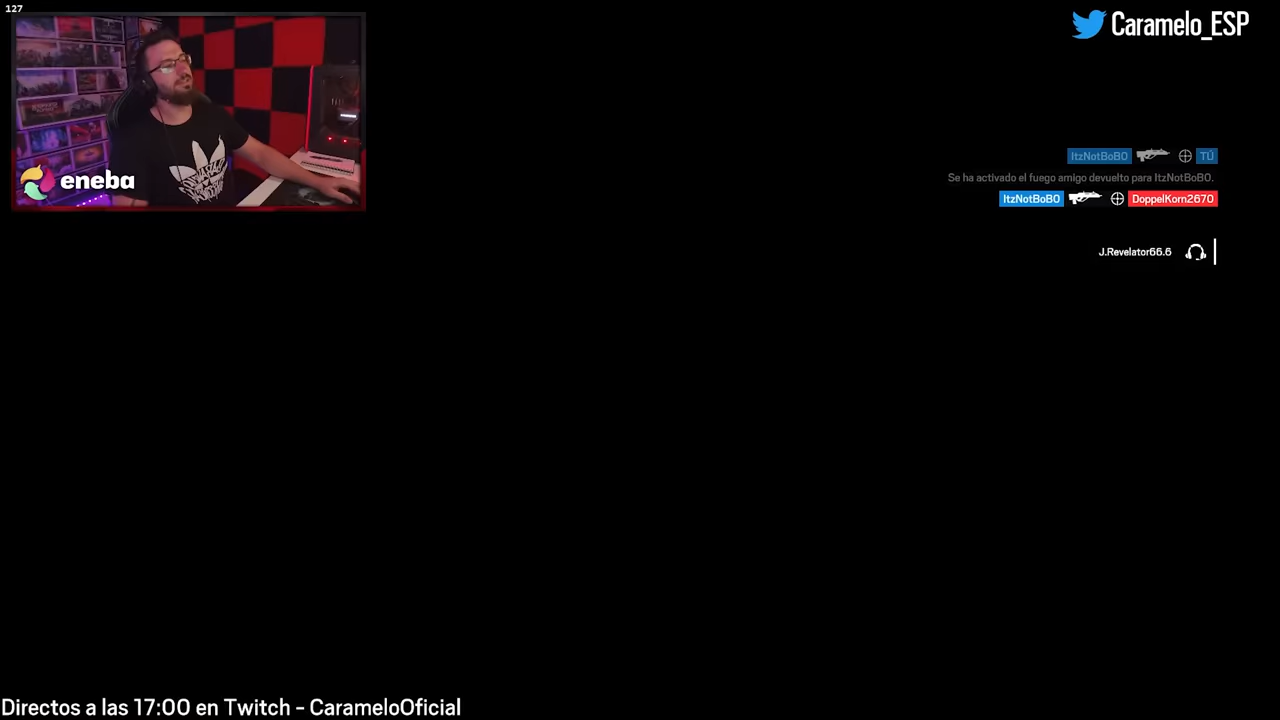 127
Caramelo_ESP
eneba
ItzNotBoBO TÚ
Se ha activado el fuego amigo devuelto para ItzNotBoBO.
ItzNotBoBO DoppelKorn2670
J.Revelator66.6
Directos a las 17:00 en Twitch - CarameloOficial